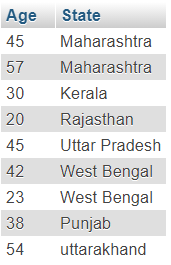 Age State
45 Maharashtra
57 Maharashtra
30 Kerala
20 Rajasthan
45 Uttar Pradesh
42 West Bengal
23 West Bengal
38 Punjab
54 uttarakhand